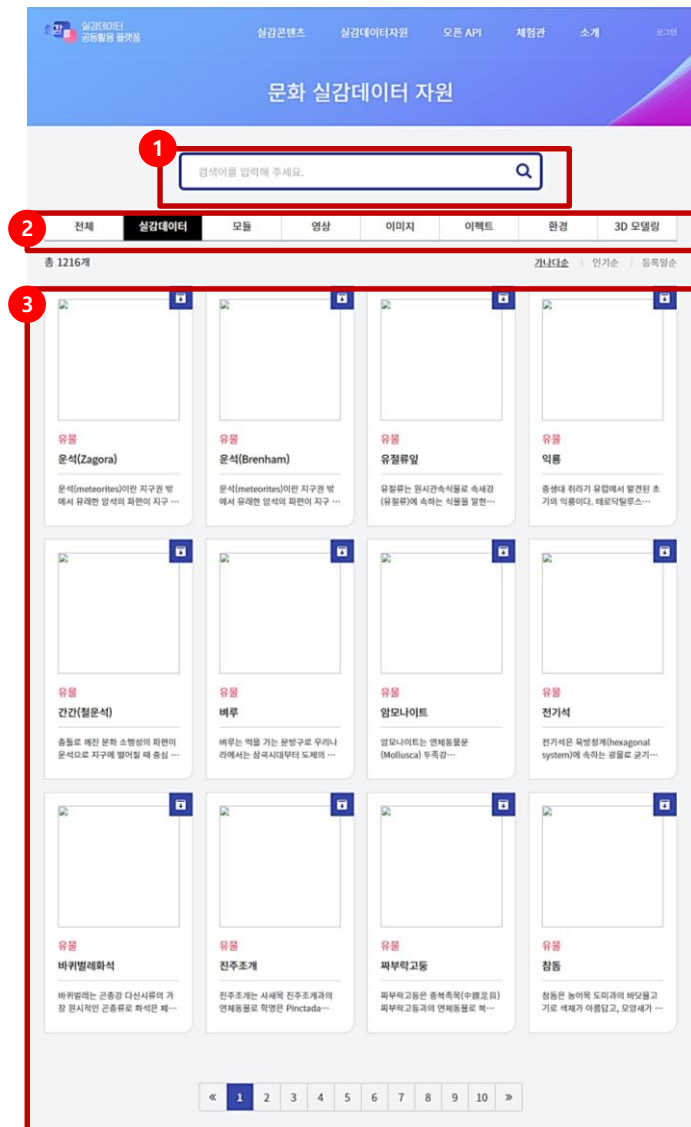 실감데이터
공동활용 플랫폼
실감콘텐츠 실감데이터자원 오픈 API 체험관 소개 로그인
문화 실감데이터 자원
1
검색어를 입력해 주세요.
2
전체 실감데이터 모듈 영상 이미지 이펙트 환경 3D 모델링
총 1216개 가나다순 인기순 등록일순
3
유물 유물 유물 유물
운석(Zagora) 운석(Brenham) 유절류잎 익룡
운석(meteorites)이란 지구권 밖 운석(meteorites)이란 지구권 밖 유절류는 원시관속식물로 속새강 중생대 쥐라기 유럽에서 발견된 초
에서 유래한 암석의 파편이 지구 … 에서 유래한 암석의 파편이 지구 … (유절류)에 속하는 식물을 말한… 기의 익룡이다. 테로닥틸루스…
유물 유물 유물 유물
간간(철운석) 벼루 암모나이트 전기석
충돌로 깨진 분화 소행성의 파편이 벼루는 먹을 가는 문방구로 우리나 암모나이트는 연체동물문 전기석은 육방정계(hexagonal
운석으로 지구에 떨어질 때 중심 … 라에서는 삼국시대부터 도제의 … (Mollusca) 두족강… system)에 속하는 광물로 굳기…
유물 유물 유물 유물
바퀴벌레화석 진주조개 짜부락고둥 참돔
바퀴벌레는 곤충강 다신시류의 가 진주조개는 사새목 진주조개과의 짜부락고둥은 중복족목(中腹足目) 참돔은 농어목 도미과의 바닷물고
장 원시적인 곤충류로 화석은 페… 연체동물로 학명은 Pinctada… 짜부락고둥과의 연체동물로 복… 기로 색채가 아름답고, 모양새가 …
« 1 2 3 4 5 6 7 8 9 10 »